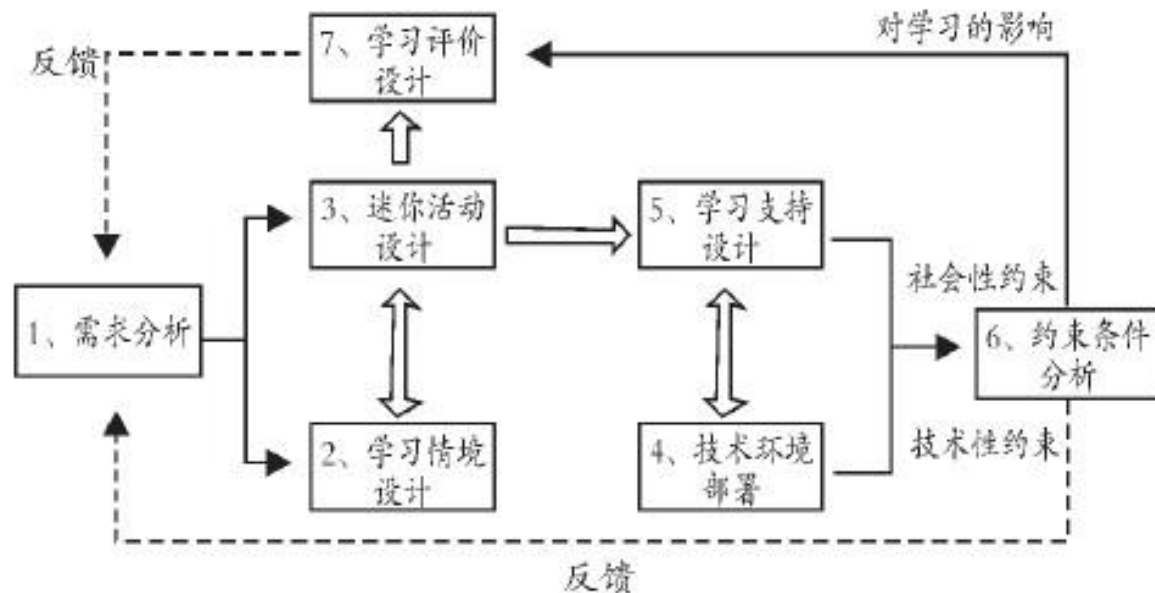 7、学习评价
设计
对学习的影响
反馈
3、迷你活动
设计
5、学习支持
设计
1、需求分析
社会性约束
6、约束条件
分析
2、学习情境
设计
4、技术环境
部署
技术性约束
反馈